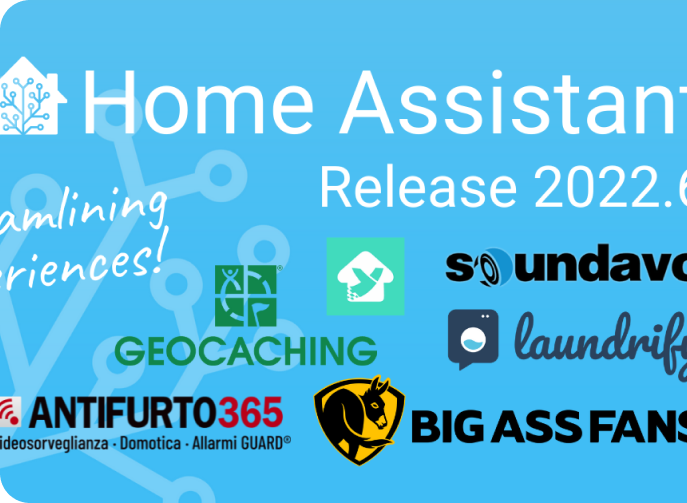 Home Assistant
Release 2022.6
amlining
riences!
soundavo
GEOCACHING
laundrify
ANTIFURTO365
ideosorveglianza · Domotica · Allarmi GUARD®
BIG ASS FANS